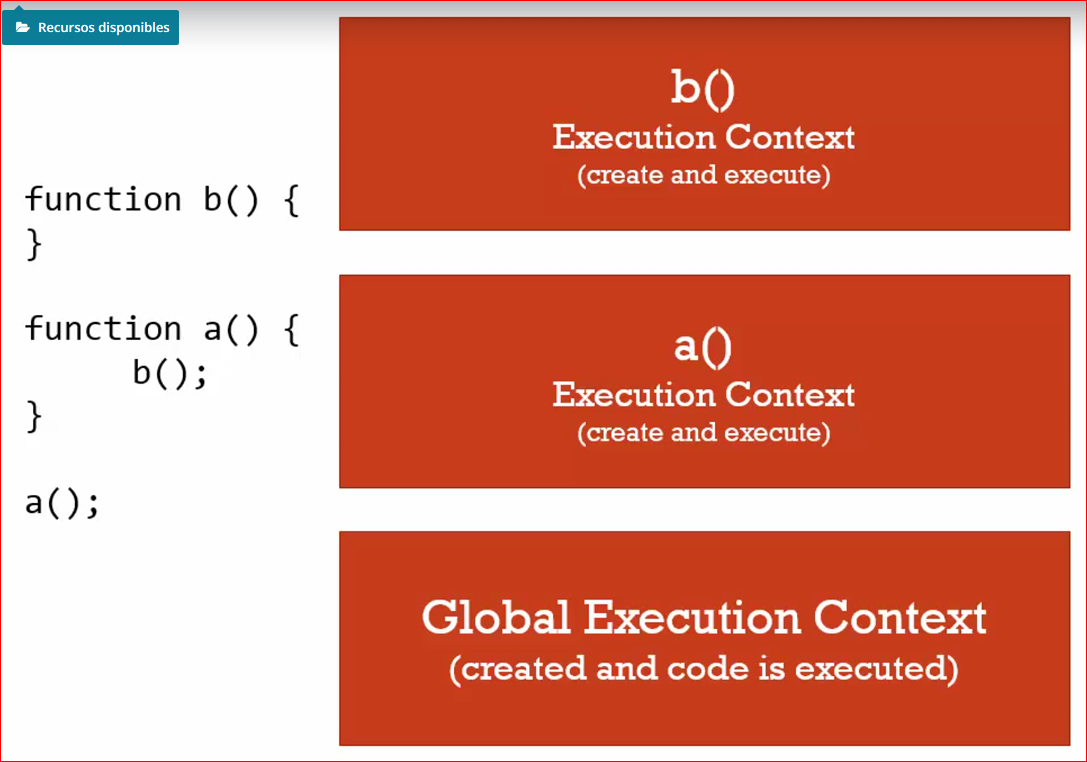 Recursos disponibles
function b() {
}
function a() {
b();
}
a();
b()
Execution Context
(create and execute)
a()
Execution Context
(create and execute)
Global Execution Context
(created and code is executed)